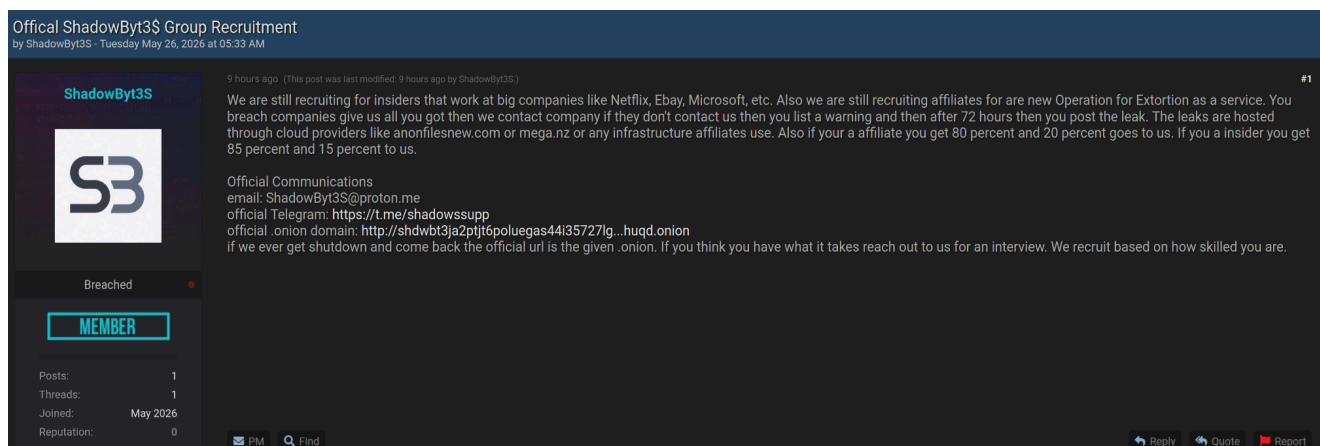 Offical ShadowByt3$ Group Recruitment
by ShadowByt3S - Tuesday May 26, 2026 at 05:33 AM
ShadowByt3S
S3
Breached
MEMBER
Posts: 1
Threads: 1
Joined: May 2026
Reputation: 0
9 hours ago (This post was last modified: 9 hours ago by ShadowByt3S.)
#1
We are still recruiting for insiders that work at big companies like Netflix, Ebay, Microsoft, etc. Also we are still recruiting affiliates for are new Operation for Extortion as a service. You
breach companies give us all you got then we contact company if they don't contact us then you list a warning and then after 72 hours then you post the leak. The leaks are hosted
through cloud providers like anonfilesnew.com or mega.nz or any infrastructure affiliates use. Also if your a affiliate you get 80 percent and 20 percent goes to us. If you a insider you get
85 percent and 15 percent to us.
Official Communications
email: ShadowByt3S@proton.me
official Telegram: https://t.me/shadowssupp
official .onion domain: http://shdwbt3ja2ptjt6poluegas44i35727lg...huqd.onion
if we ever get shutdown and come back the official url is the given .onion. If you think you have what it takes reach out to us for an interview. We recruit based on how skilled you are.
PM
Find
Reply
Quote
Report